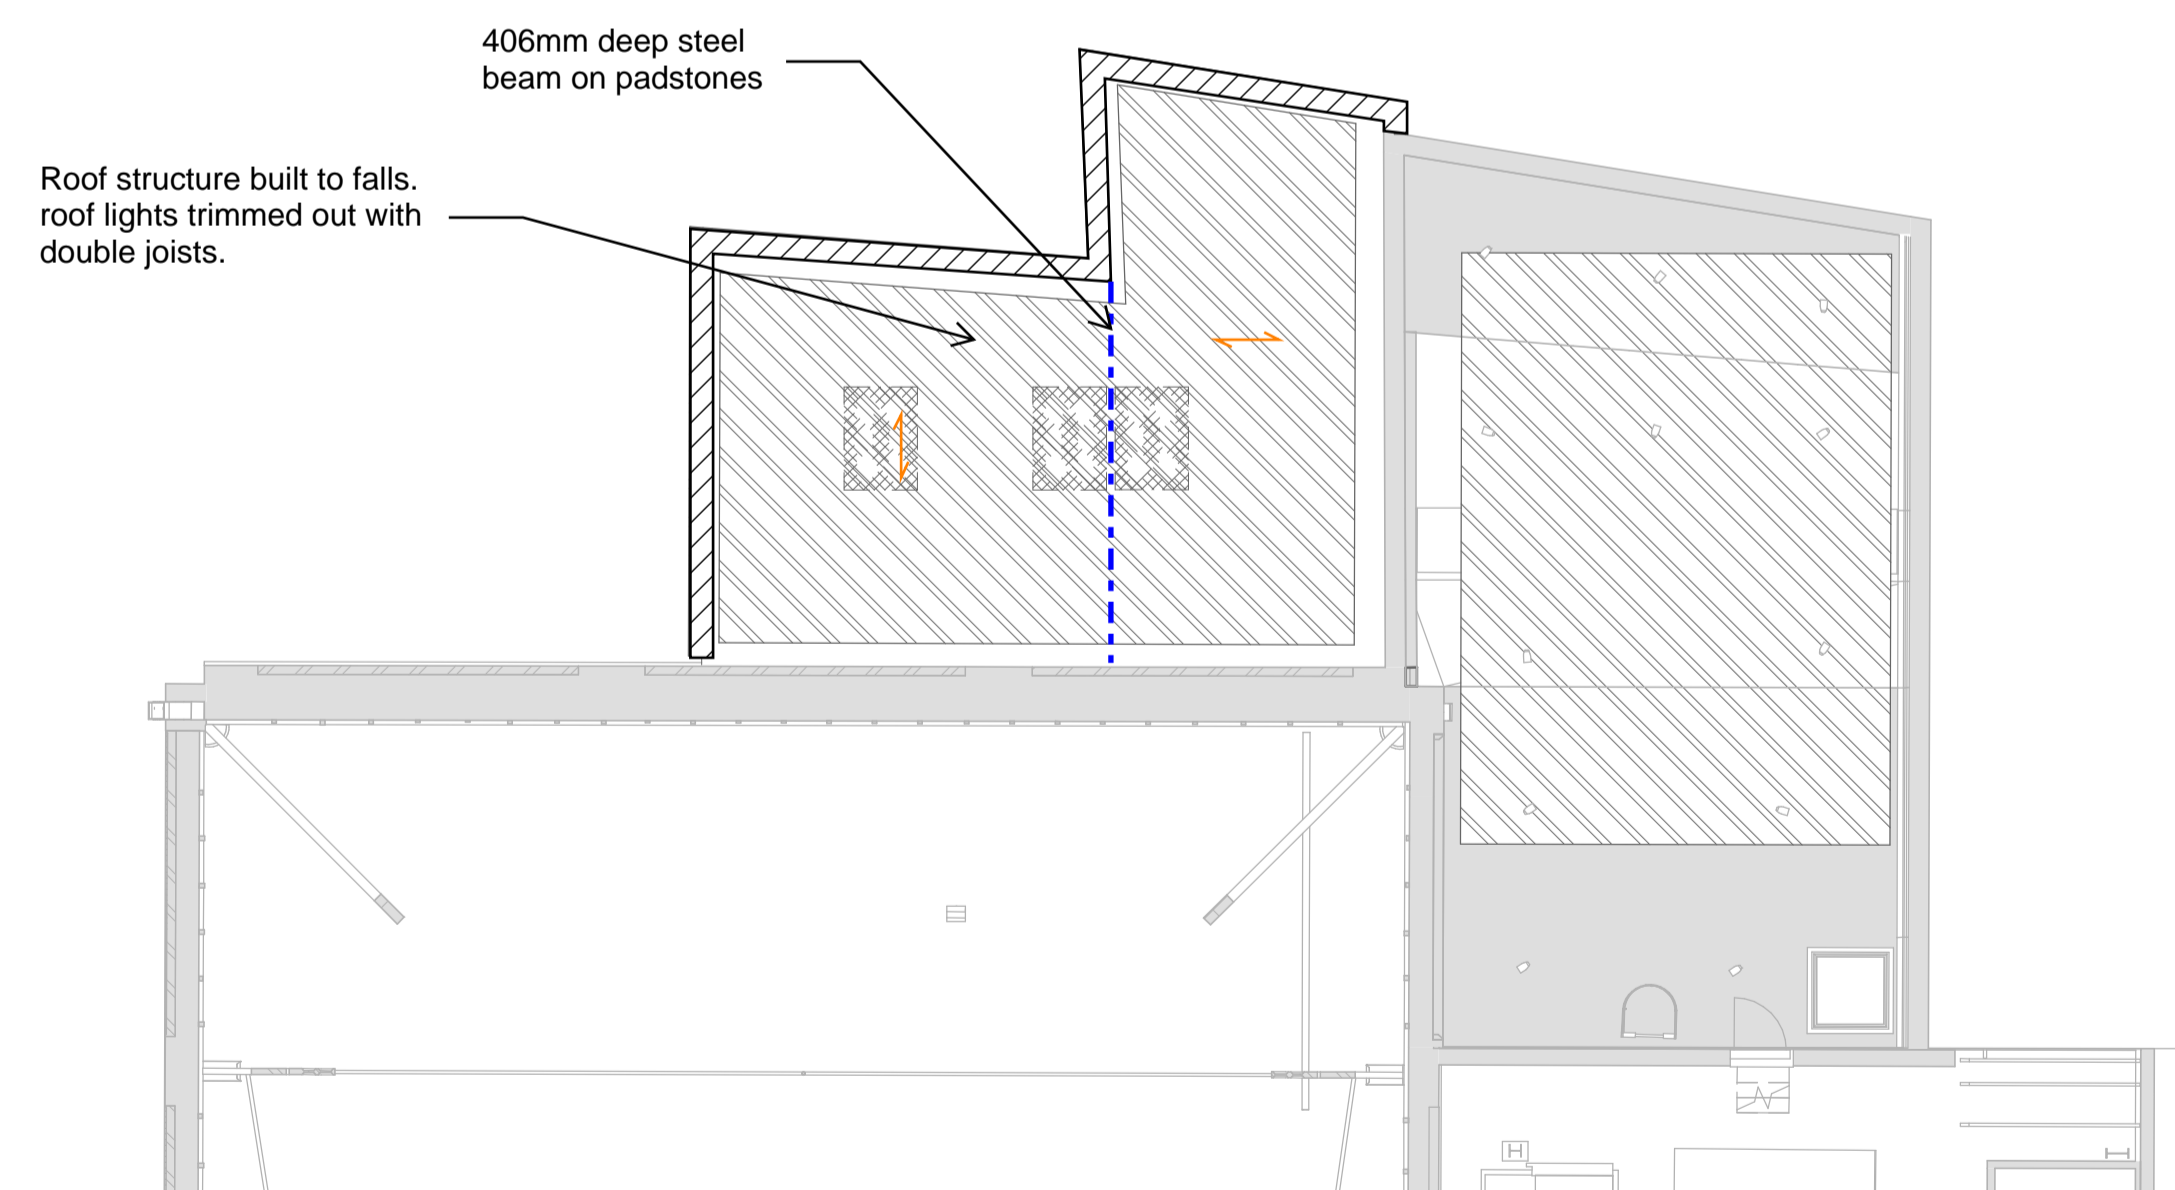 406mm deep steel
beam on padstones
Roof structure built to falls.
roof lights trimmed out with
double joists.